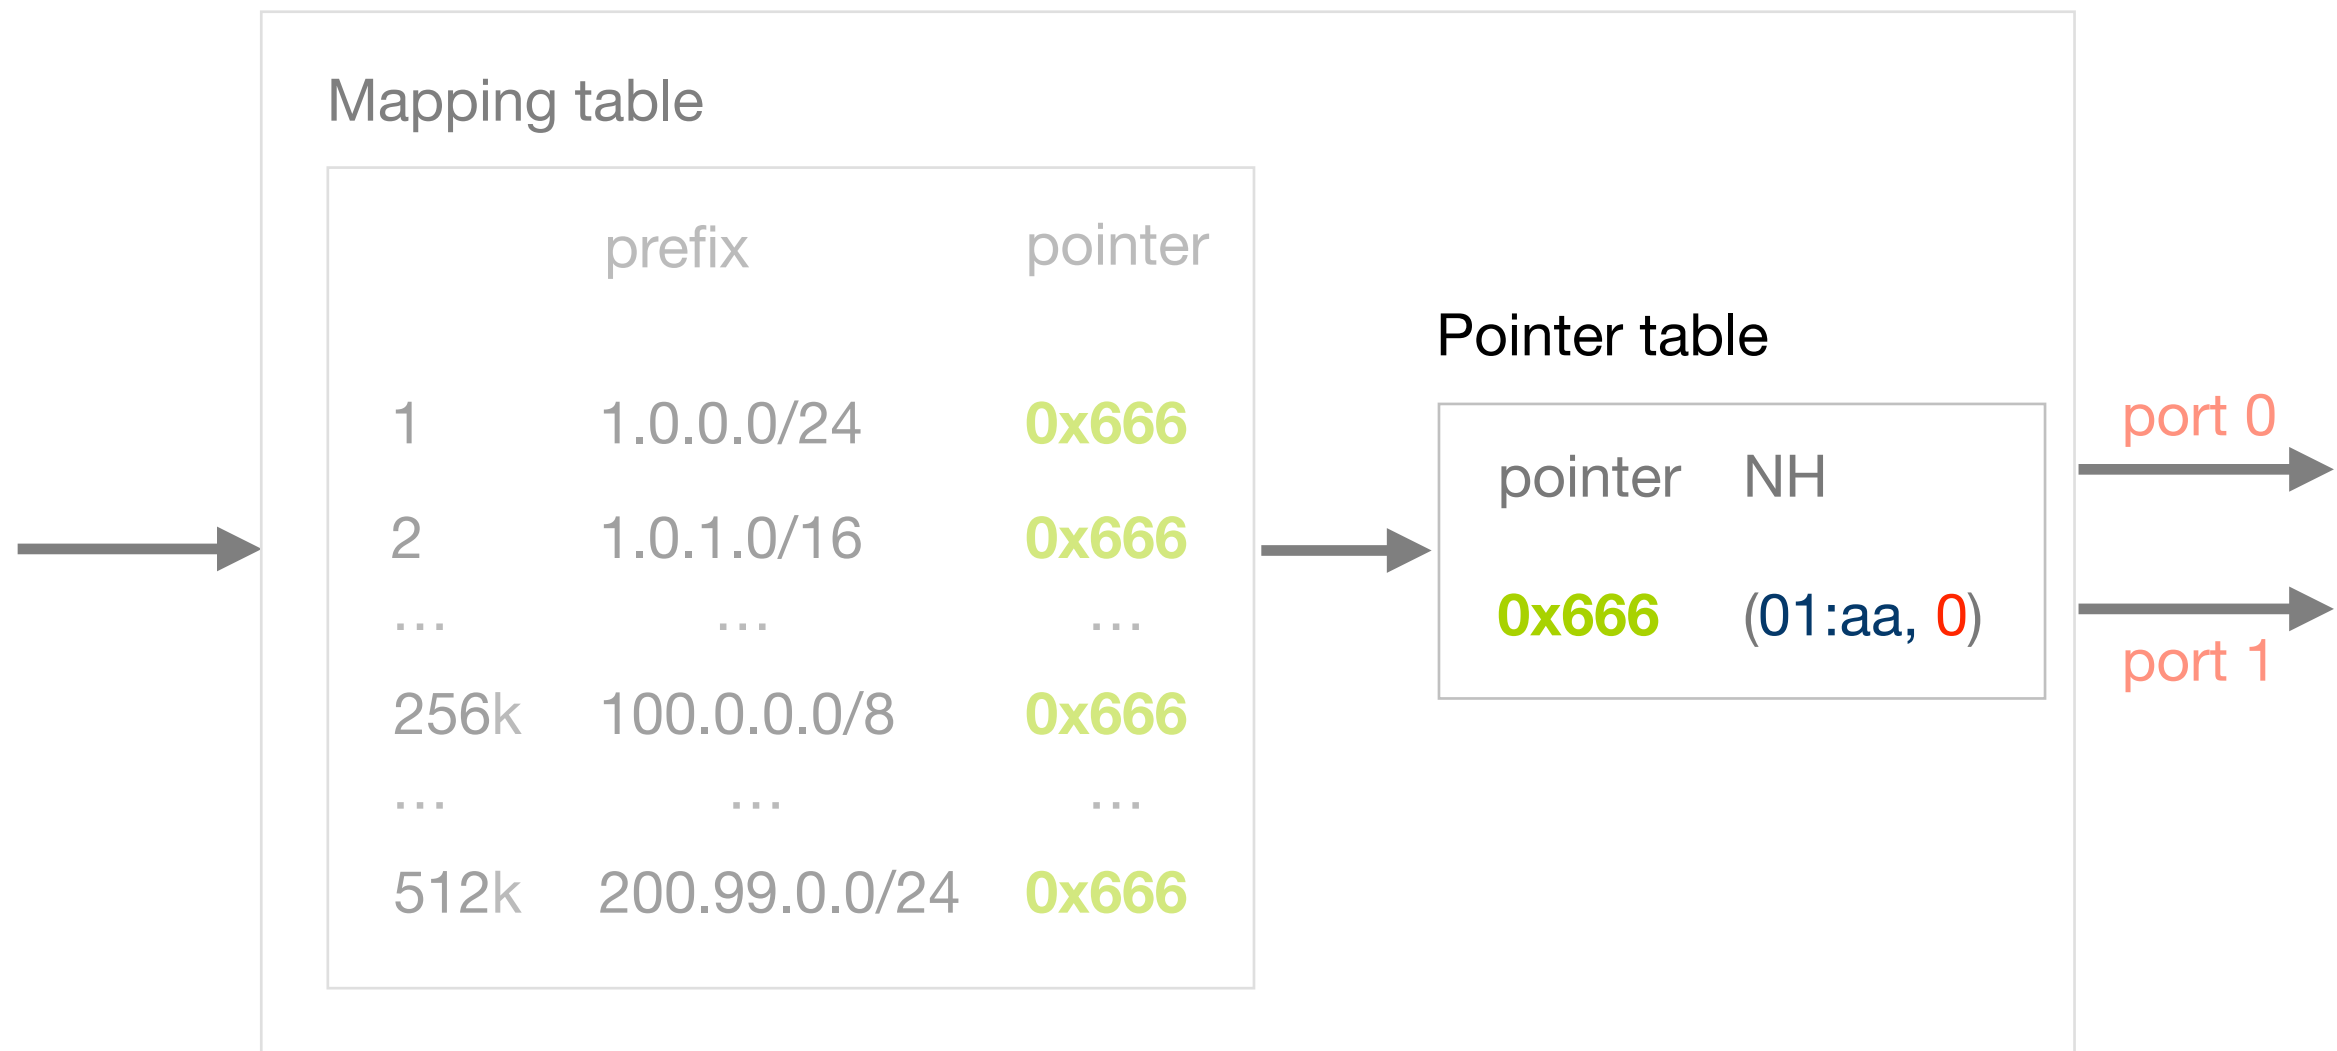 Mapping table
prefix pointer
1 1.0.0.0/24 0x666
2 1.0.1.0/16 0x666
... ... ...
256k 100.0.0.0/8 0x666
... ... ...
512k 200.99.0.0/24 0x666
Pointer table
pointer NH
0x666 (01:aa, 0)
port 0
port 1